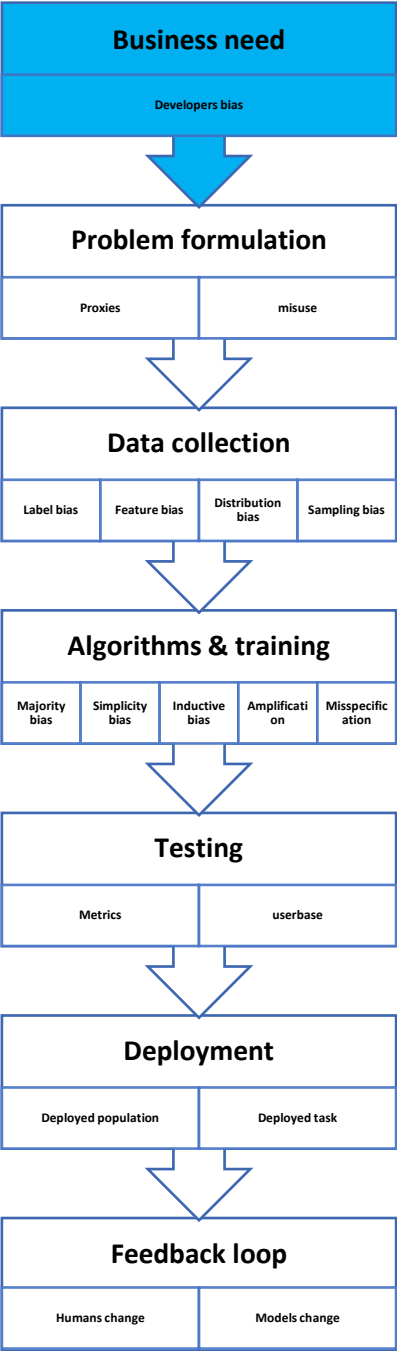 Business need
Developers bias
Problem formulation
Proxies
misuse
Data collection
Label bias
Feature bias
Distribution
bias
Sampling bias
Algorithms & training
Majority
bias
Simplicity
bias
Inductive
bias
Amplificati
on
Misspecific
ation
Testing
Metrics
userbase
Deployment
Deployed population
Deployed task
Feedback loop
Humans change
Models change